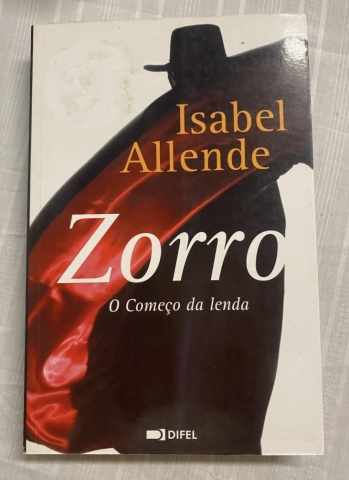 Isabel
Allende
Zorro
O Começo da lenda
DIFEL